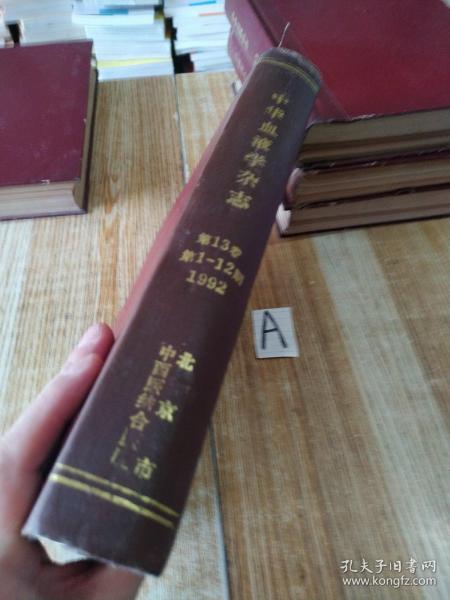 中华血液学杂志
第13卷
第1-12期
1992
北京市
中西医结合
A
孔夫子旧书网
www.kongfz.com